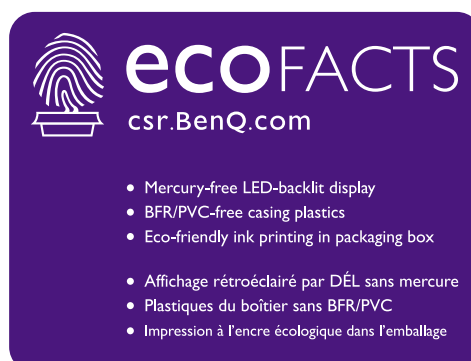 ecoFACTS
csr.BenQ.com
• Mercury-free LED-backlit display
• BFR/PVC-free casing plastics
• Eco-friendly ink printing in packaging box
• Affichage rétroéclairé par DÉL sans mercure
• Plastiques du boîtier sans BFR/PVC
• Impression à l'encre écologique dans l'emballage